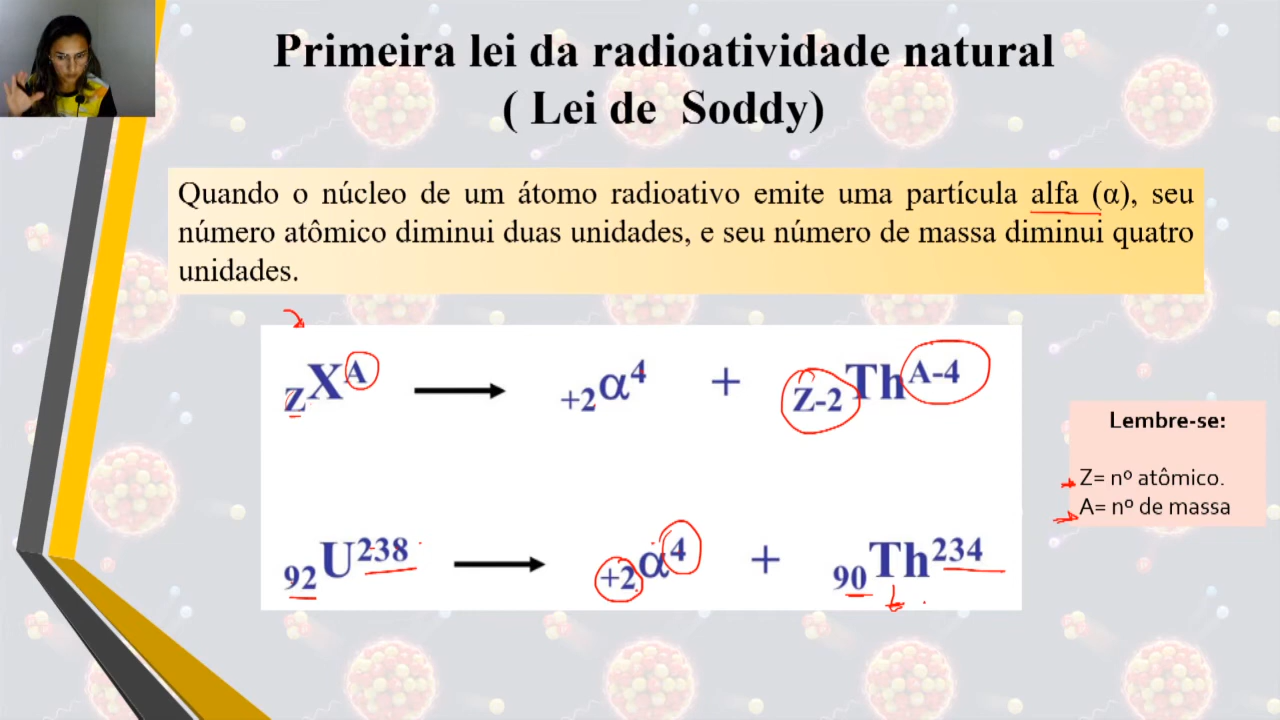 Primeira lei da radioatividade natural
( Lei de Soddy)
Quando o núcleo de um átomo radioativo emite uma partícula alfa (α), seu
número atômico diminui duas unidades, e seu número de massa diminui quatro
unidades.
zXᴬ → +2α⁴ + Z-2Thᴬ⁻⁴
Lembre-se:
Z= nº atômico.
A= nº de massa
92U²³⁸ → +2α⁴ + 90Th²³⁴